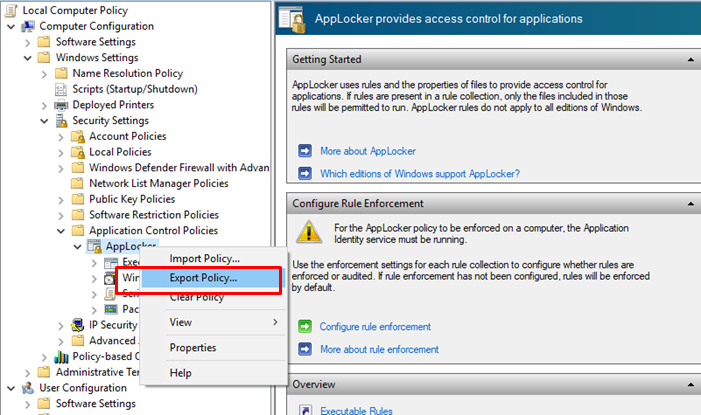 Local Computer Policy
Computer Configuration
Software Settings
Windows Settings
Name Resolution Policy
Scripts (Startup/Shutdown)
Deployed Printers
Security Settings
Account Policies
Local Policies
Windows Defender Firewall with Advan
Network List Manager Policies
Public Key Policies
Software Restriction Policies
Application Control Policies
AppLocker
Exe
Win
Scri
Pac
IP Security
Advanced
Policy-based
Administrative Te
User Configuration
Software Settings
Import Policy...
Export Policy...
Clear Policy
View
Properties
Help
AppLocker provides access control for applications
Getting Started
AppLocker uses rules and the properties of files to provide access control for
applications. If rules are present in a rule collection, only the files included in those
rules will be permitted to run. AppLocker rules do not apply to all editions of Windows.
More about AppLocker
Which editions of Windows support AppLocker?
Configure Rule Enforcement
For the AppLocker policy to be enforced on a computer, the Application
Identity service must be running.
Use the enforcement settings for each rule collection to configure whether rules are
enforced or audited. If rule enforcement has not been configured, rules will be enforced
by default.
Configure rule enforcement
More about rule enforcement
Overview
Executable Rules